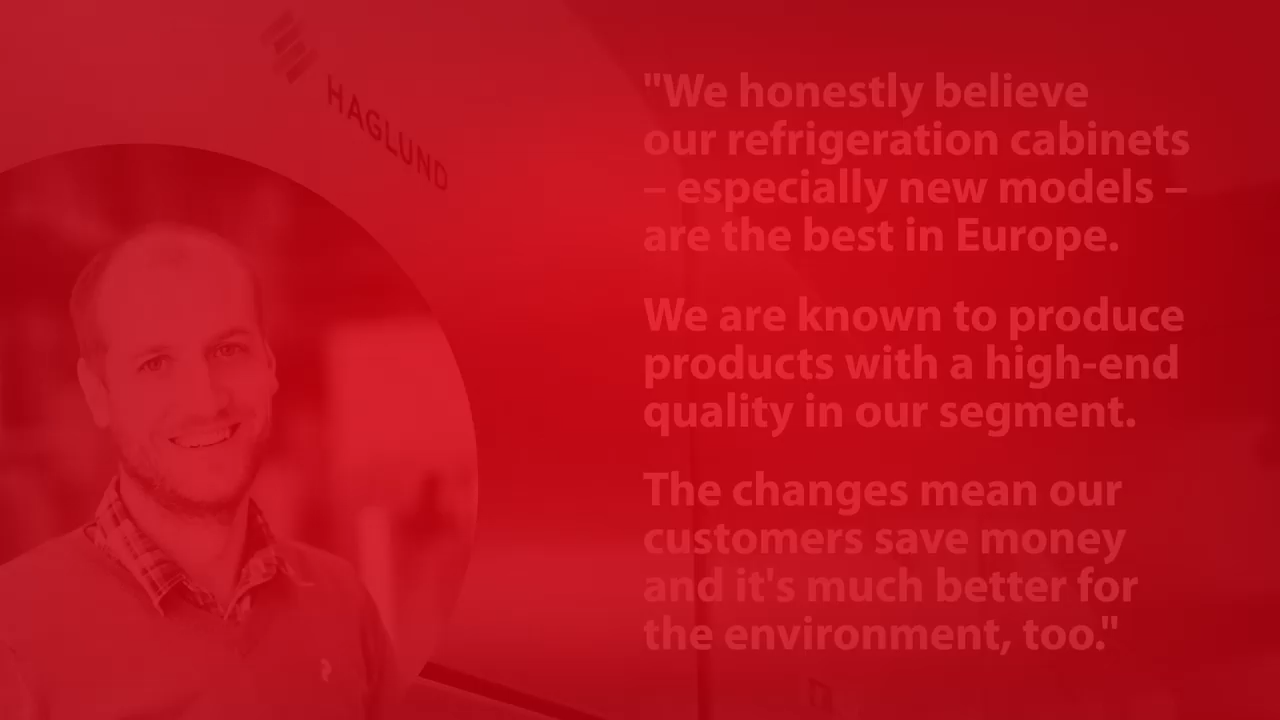 HAGLUND
"We honestly believe
our refrigeration cabinets
– especially new models –
are the best in Europe.
We are known to produce
products with a high-end
quality in our segment.
The changes mean our
customers save money
and it's much better for
the environment, too."